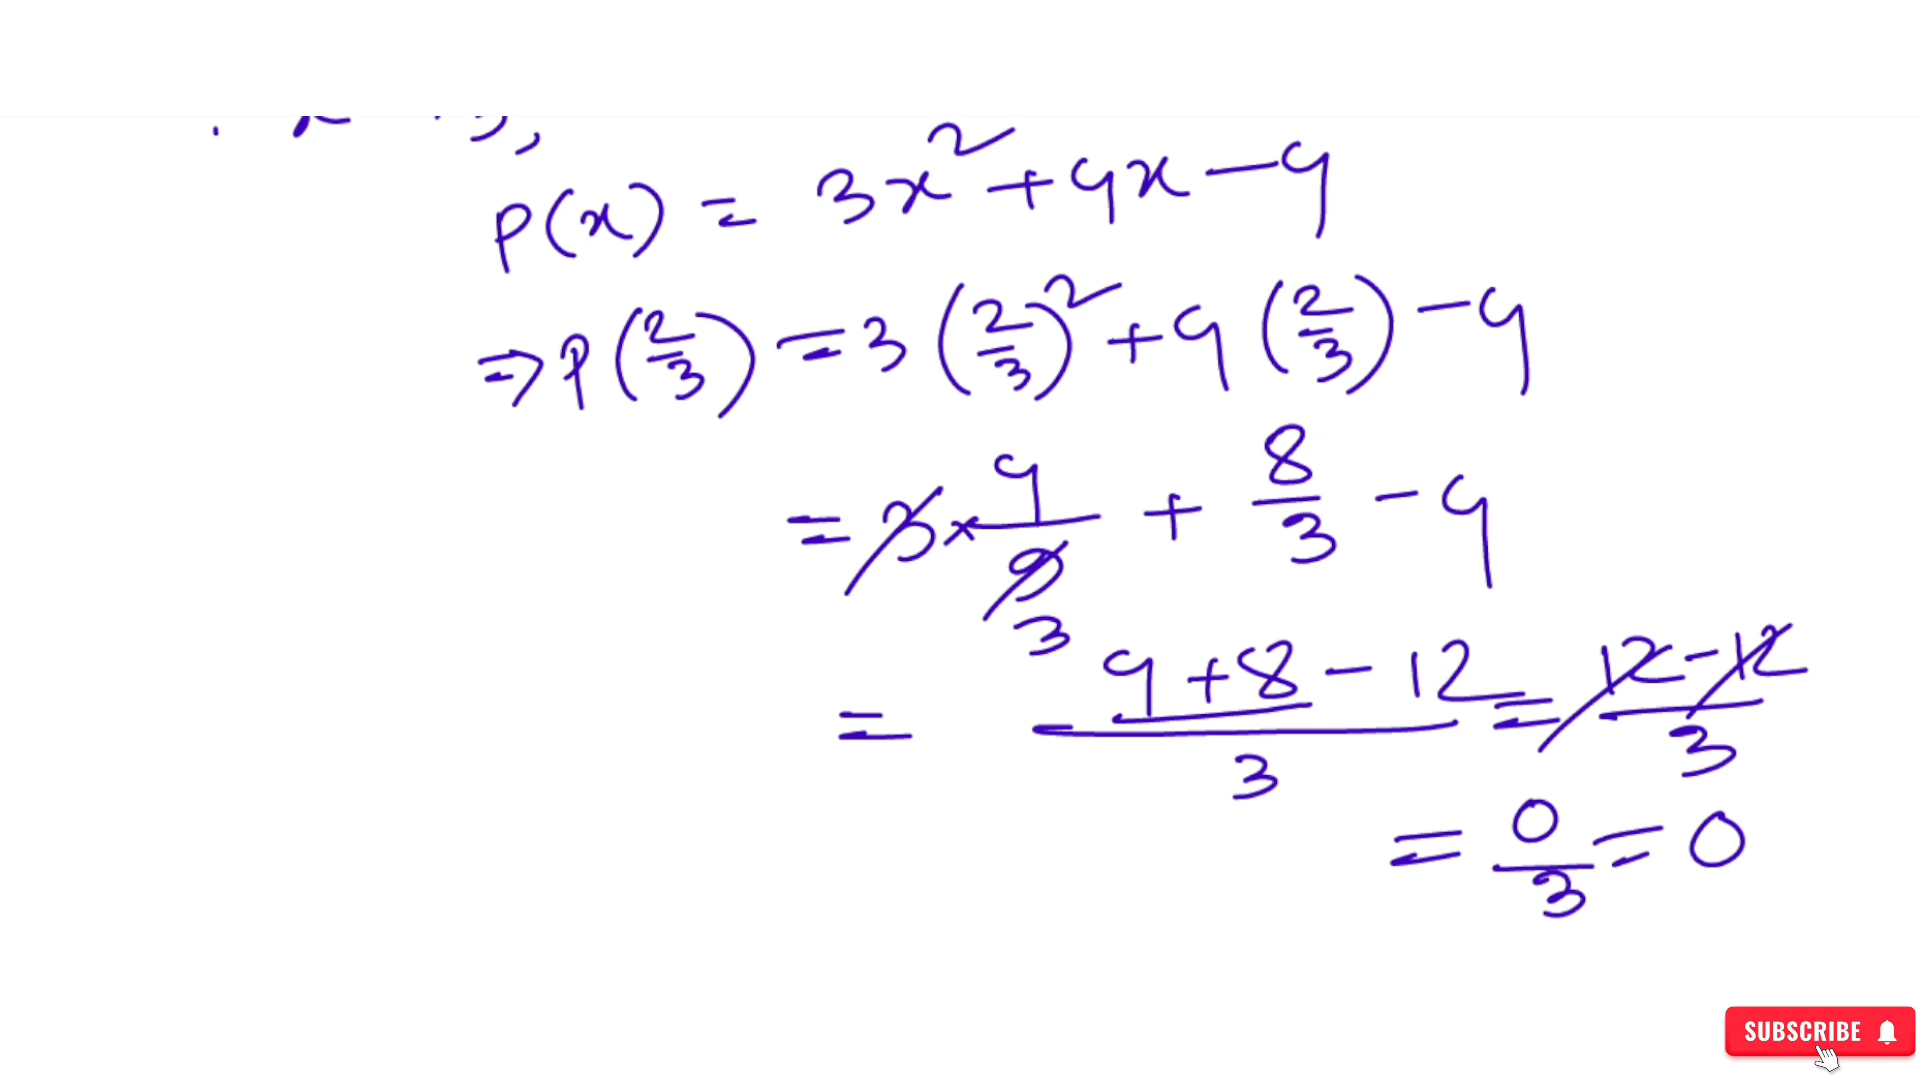 P(x) = 3x² + 4x − 4
⇒ P(2/3) = 3(2/3)² + 4(2/3) − 4
= 3 × 4/9 + 8/3 − 4
3
= (4 + 8 − 12)/3 = (12 − 12)/3
= 0/3 = 0
SUBSCRIBE